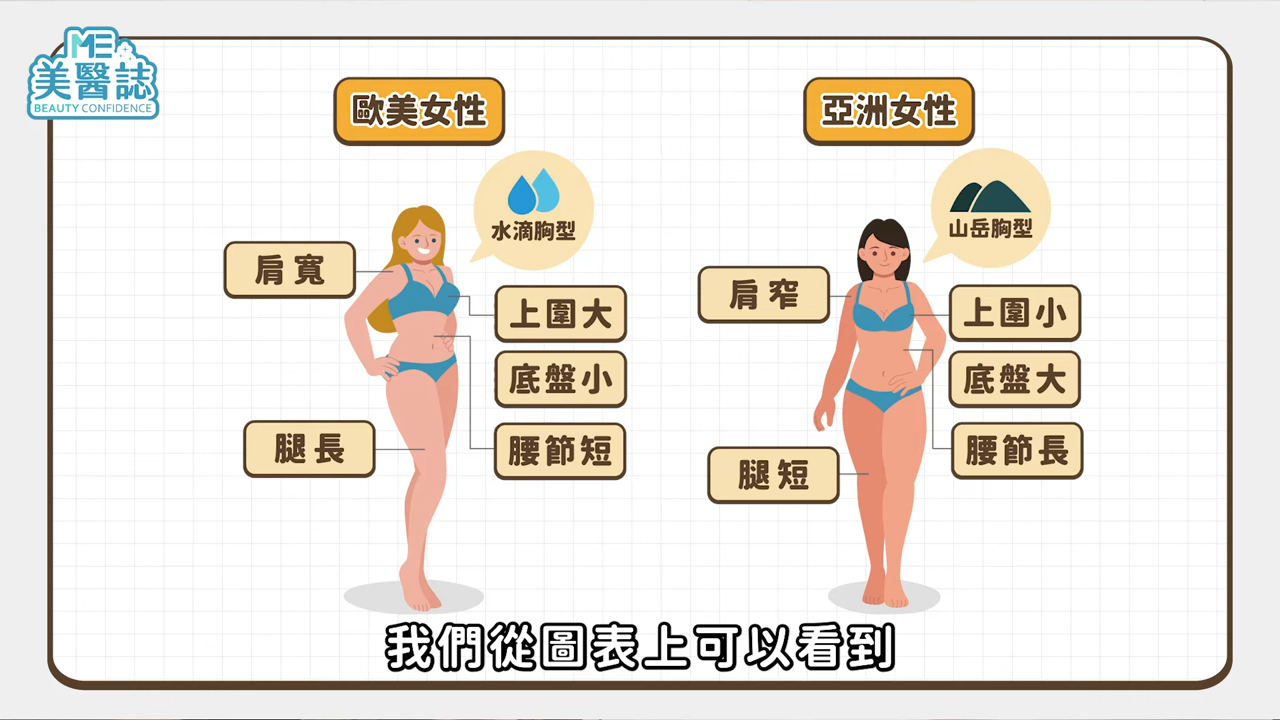 ME
美醫誌
BEAUTY CONFIDENCE
歐美女性
水滴胸型
肩寬
上圍大
底盤小
腿長
腰節短
亞洲女性
山岳胸型
肩窄
上圍小
底盤大
腿短
腰節長
我們從圖表上可以看到